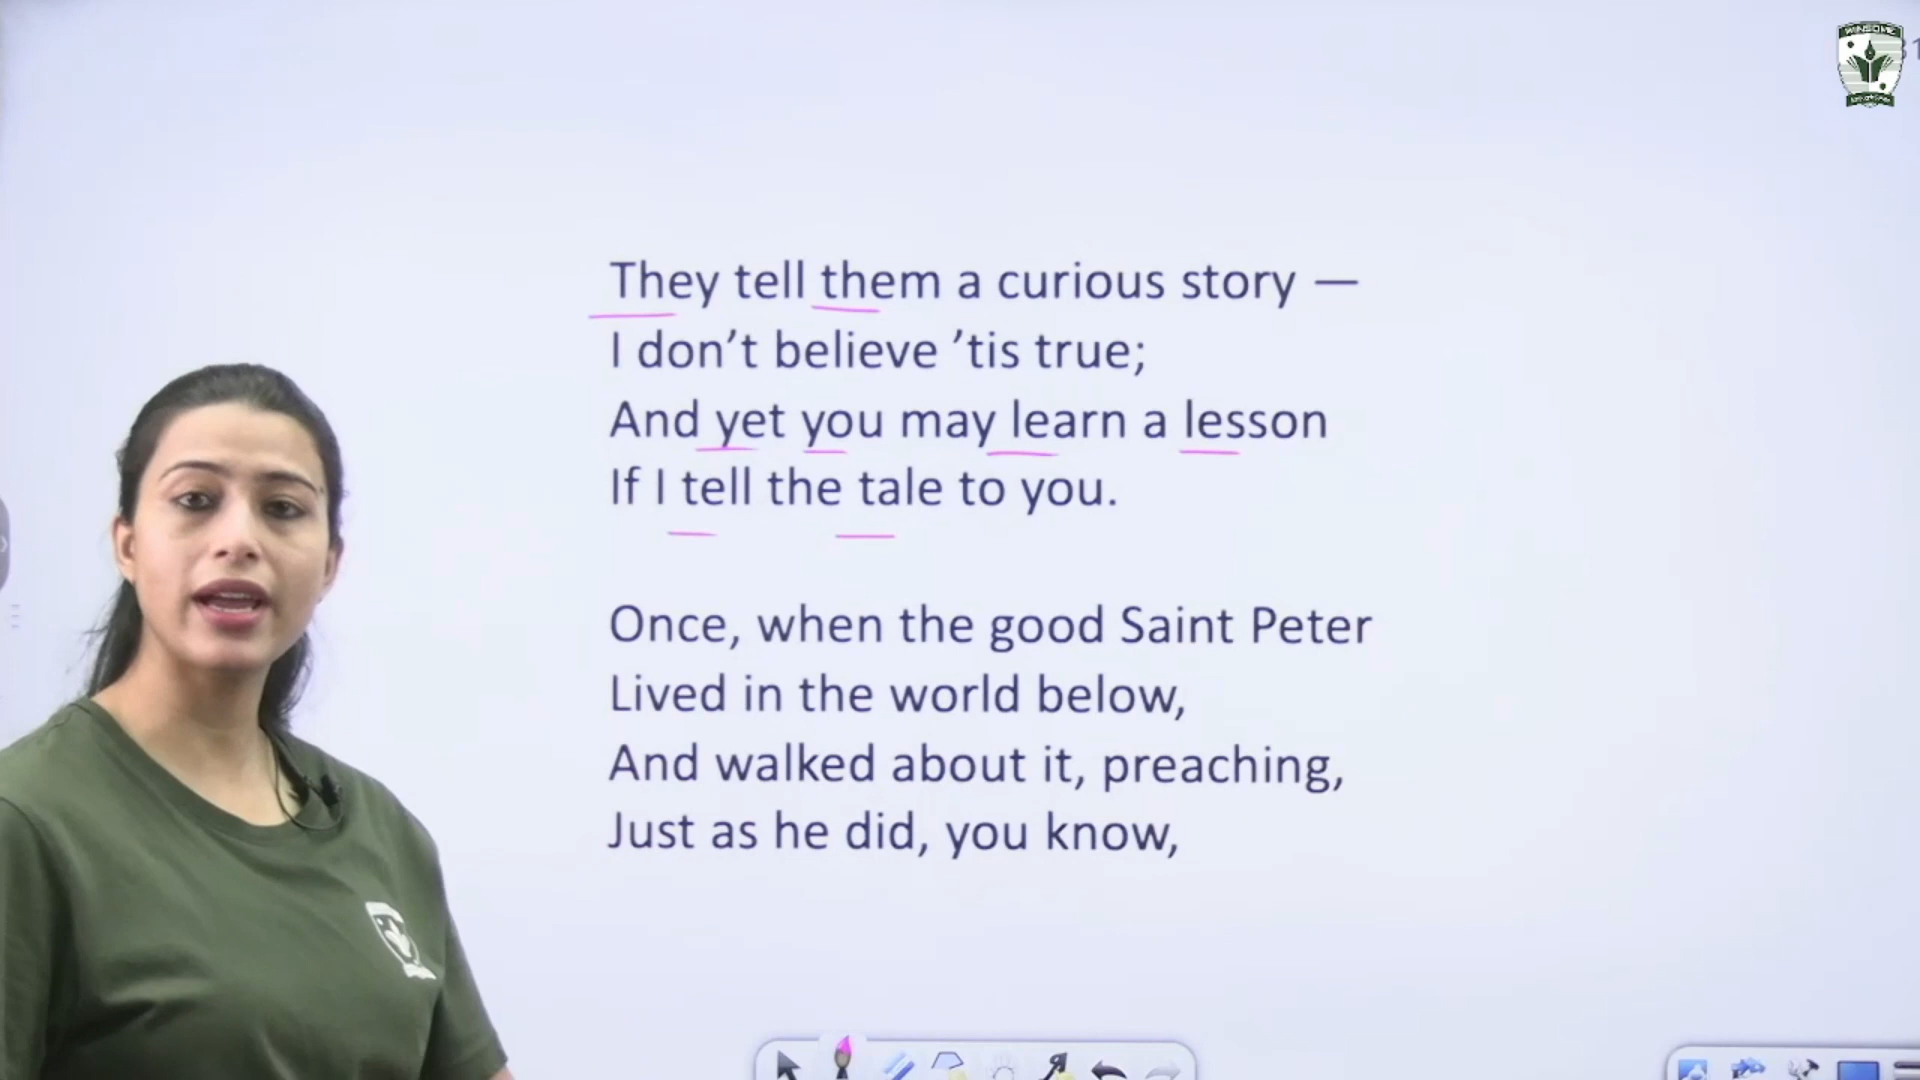 They tell them a curious story —
I don’t believe ’tis true;
And yet you may learn a lesson
If I tell the tale to you.
Once, when the good Saint Peter
Lived in the world below,
And walked about it, preaching,
Just as he did, you know,